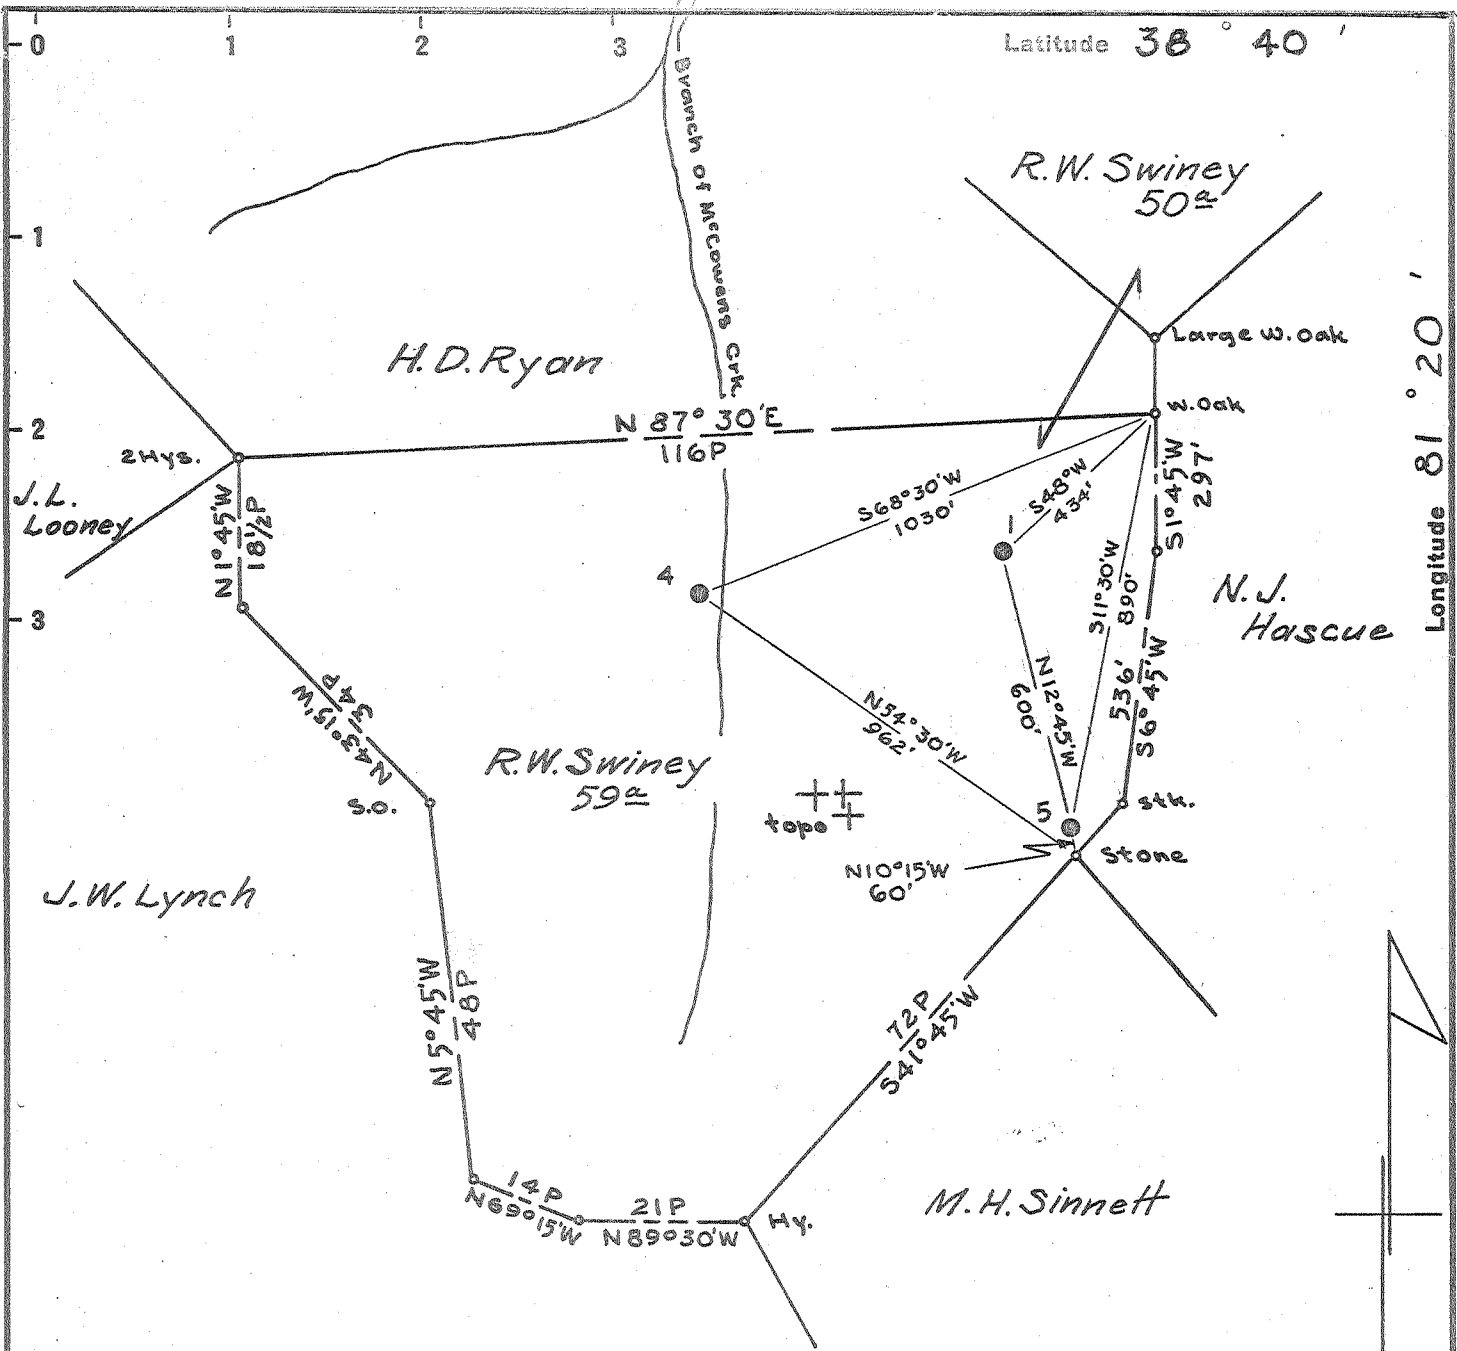 0 1 2 3 Latitude 38° 40'
Branch of McCowens Crk.
R.W. Swiney
50a
1
Large W. Oak
H.D. Ryan
Longitude 81° 20'
W. Oak
N 87° 30'E
116P
2
2Hys.
J.L.
Looney
N1°45'W
18½P
S68°30'W
1030'
S48°W
434'
S1°45'W
297'
1
4
S11°30'W
890'
N.J.
Hascue
3
N12°45'W
600'
536'
S6°45'W
N43°15'W
34P
N54°30'W
962'
R.W. Swiney
59a
S.O.
topo
5
Stk.
Stone
N10°15'W
60'
J.W. Lynch
N5°45'W
48P
72P
S41°45'W
14P
N69°15'W
21P
N89°30'W
Hy.
M.H. Sinnett